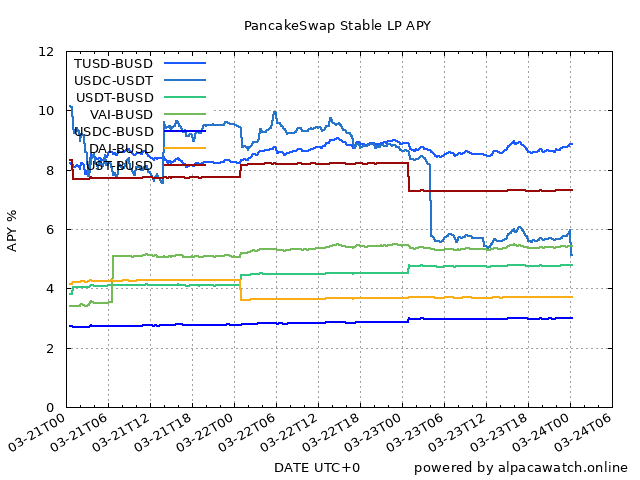 PancakeSwap Stable LP APY
12
10
8
6
4
2
0
APY %
TUSD-BUSD
USDC-USDT
USDT-BUSD
VAI-BUSD
USDC-BUSD
DAI-BUSD
UST-BUSD
03-21T00
03-21T06
03-21T12
03-21T18
03-22T00
03-22T06
03-22T12
03-22T18
03-23T00
03-23T06
03-23T12
03-23T18
03-24T00
03-24T06
DATE UTC+0
powered by alpacawatch.online